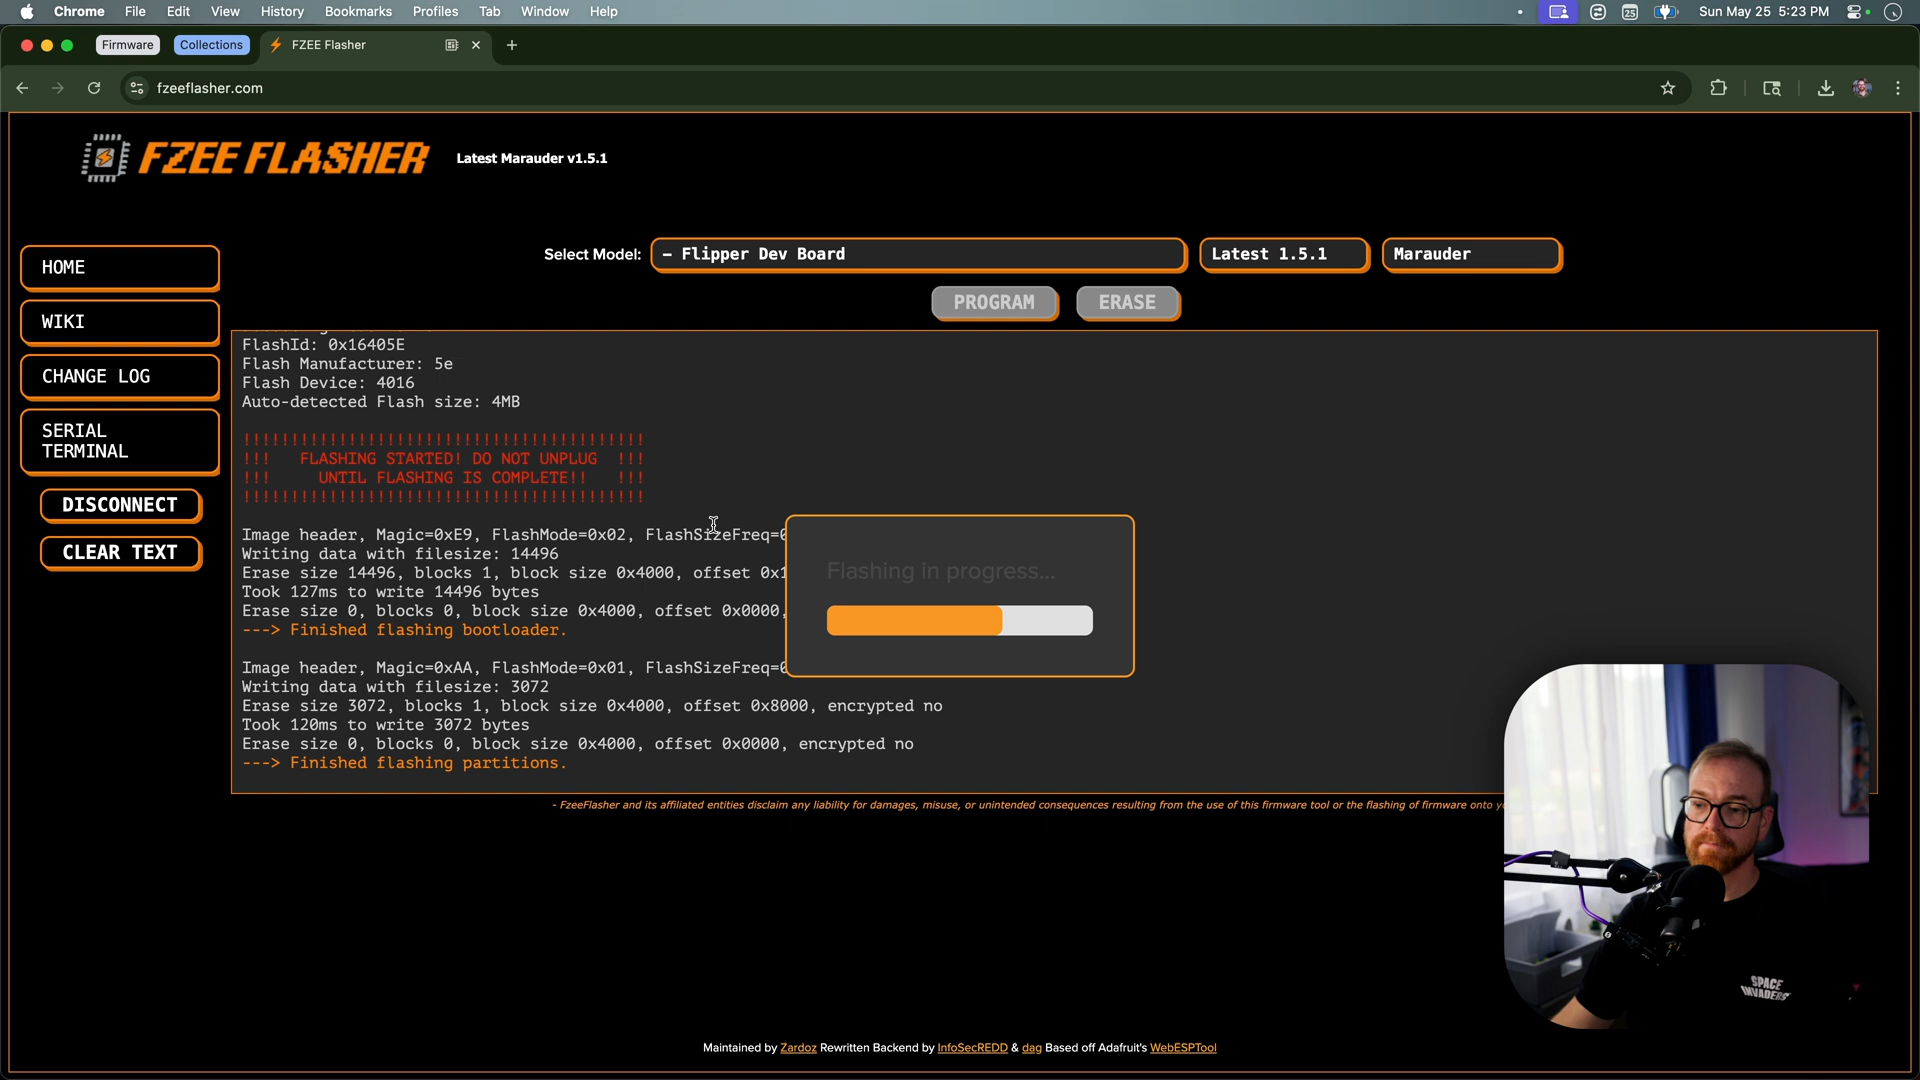 Chrome File Edit View History Bookmarks Profiles Tab Window Help
25 Sun May 25 5:23 PM
Firmware Collections FZEE Flasher
fzeeflasher.com
FZEE FLASHER Latest Marauder v1.5.1
Select Model: – Flipper Dev Board Latest 1.5.1 Marauder
PROGRAM ERASE
HOME
WIKI
CHANGE LOG
SERIAL
TERMINAL
DISCONNECT
CLEAR TEXT
FlashId: 0x16405E
Flash Manufacturer: 5e
Flash Device: 4016
Auto-detected Flash size: 4MB
!!!!!!!!!!!!!!!!!!!!!!!!!!!!!!!!!!!!!!!!!!
!!! FLASHING STARTED! DO NOT UNPLUG !!!
!!! UNTIL FLASHING IS COMPLETE!! !!!
!!!!!!!!!!!!!!!!!!!!!!!!!!!!!!!!!!!!!!!!!!
Image header, Magic=0xE9, FlashMode=0x02, FlashSizeFreq=0
Writing data with filesize: 14496
Erase size 14496, blocks 1, block size 0x4000, offset 0x1
Took 127ms to write 14496 bytes
Erase size 0, blocks 0, block size 0x4000, offset 0x0000,
---> Finished flashing bootloader.
Image header, Magic=0xAA, FlashMode=0x01, FlashSizeFreq=0
Writing data with filesize: 3072
Erase size 3072, blocks 1, block size 0x4000, offset 0x8000, encrypted no
Took 120ms to write 3072 bytes
Erase size 0, blocks 0, block size 0x4000, offset 0x0000, encrypted no
---> Finished flashing partitions.
Flashing in progress...
- FzeeFlasher and its affiliated entities disclaim any liability for damages, misuse, or unintended consequences resulting from the use of this firmware tool or the flashing of firmware onto
SPACE
INVADERS
Maintained by Zardoz Rewritten Backend by InfoSecREDD & dag Based off Adafruit's WebESPTool